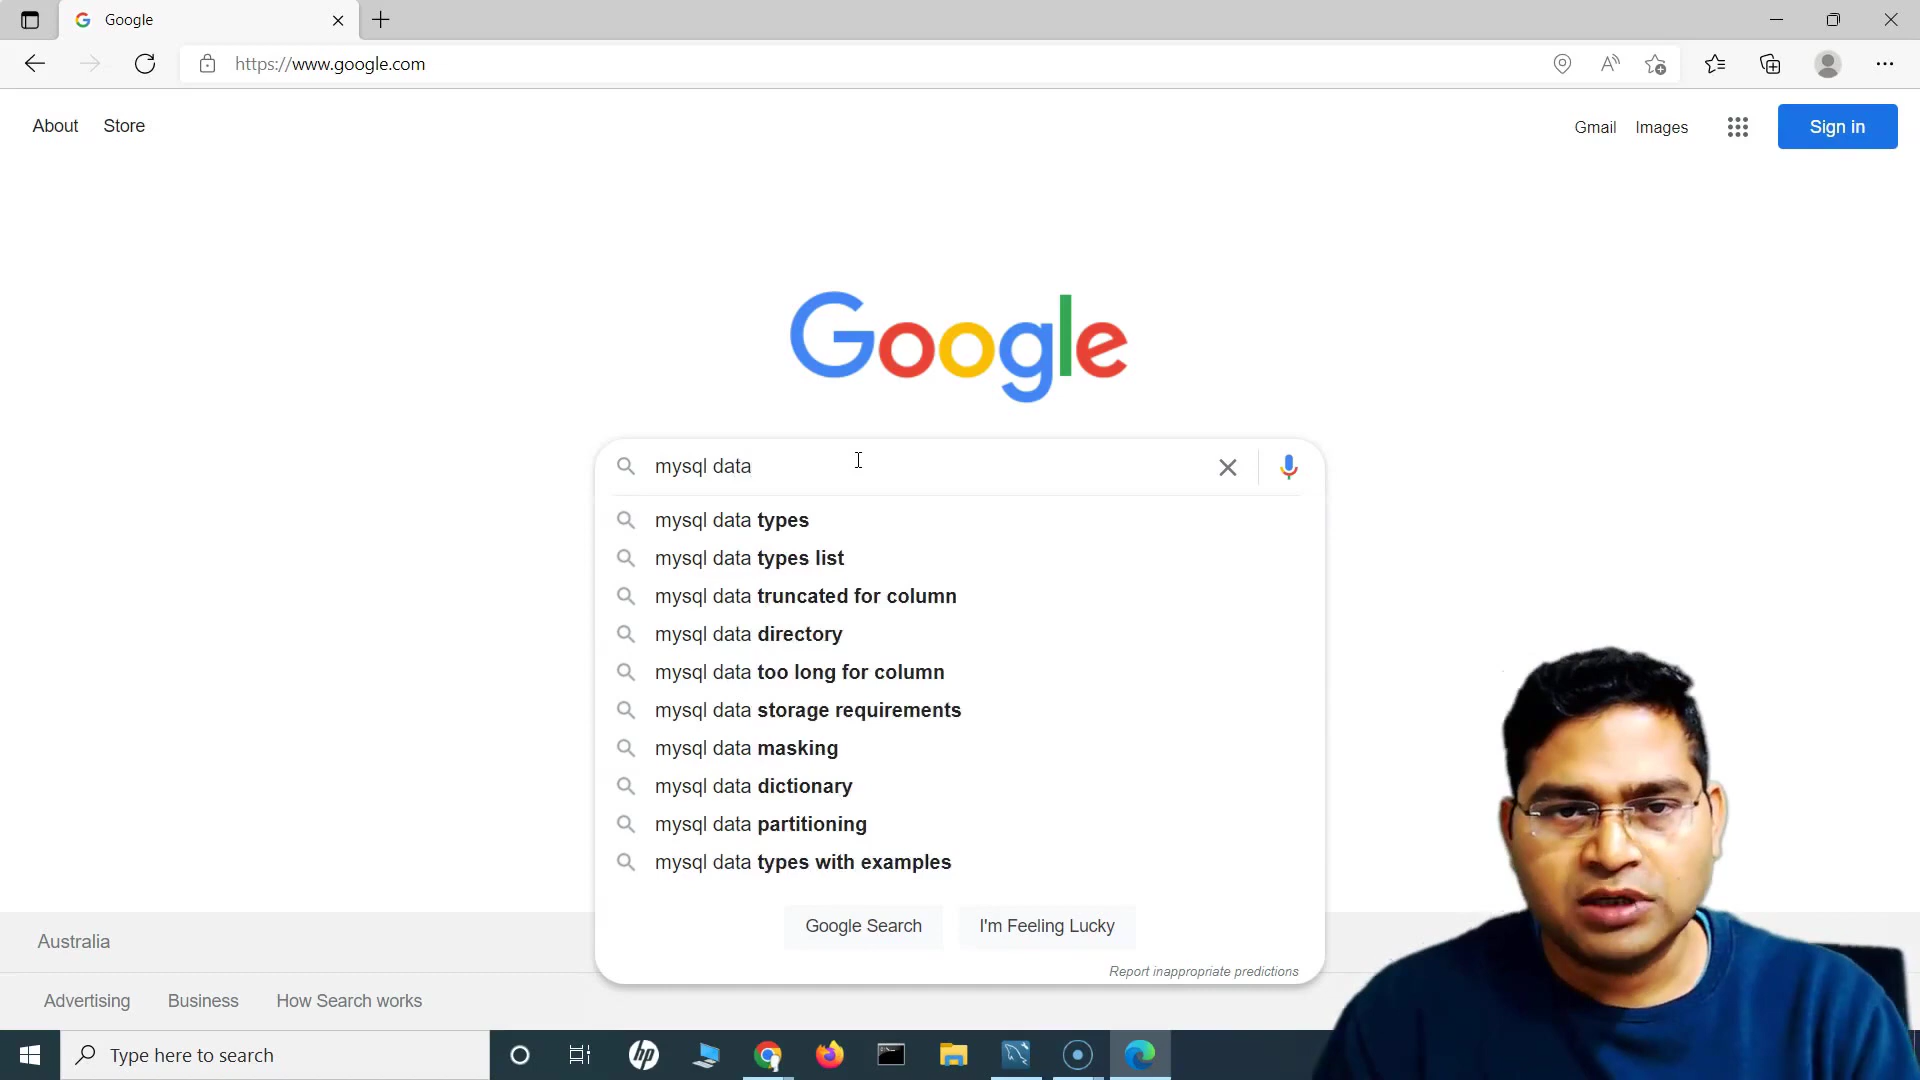 Google
https://www.google.com
About Store
Gmail Images Sign in
Google
mysql data
mysql data types
mysql data types list
mysql data truncated for column
mysql data directory
mysql data too long for column
mysql data storage requirements
mysql data masking
mysql data dictionary
mysql data partitioning
mysql data types with examples
Google Search I'm Feeling Lucky
Report inappropriate predictions
Australia
Advertising Business How Search works
Type here to search
hp